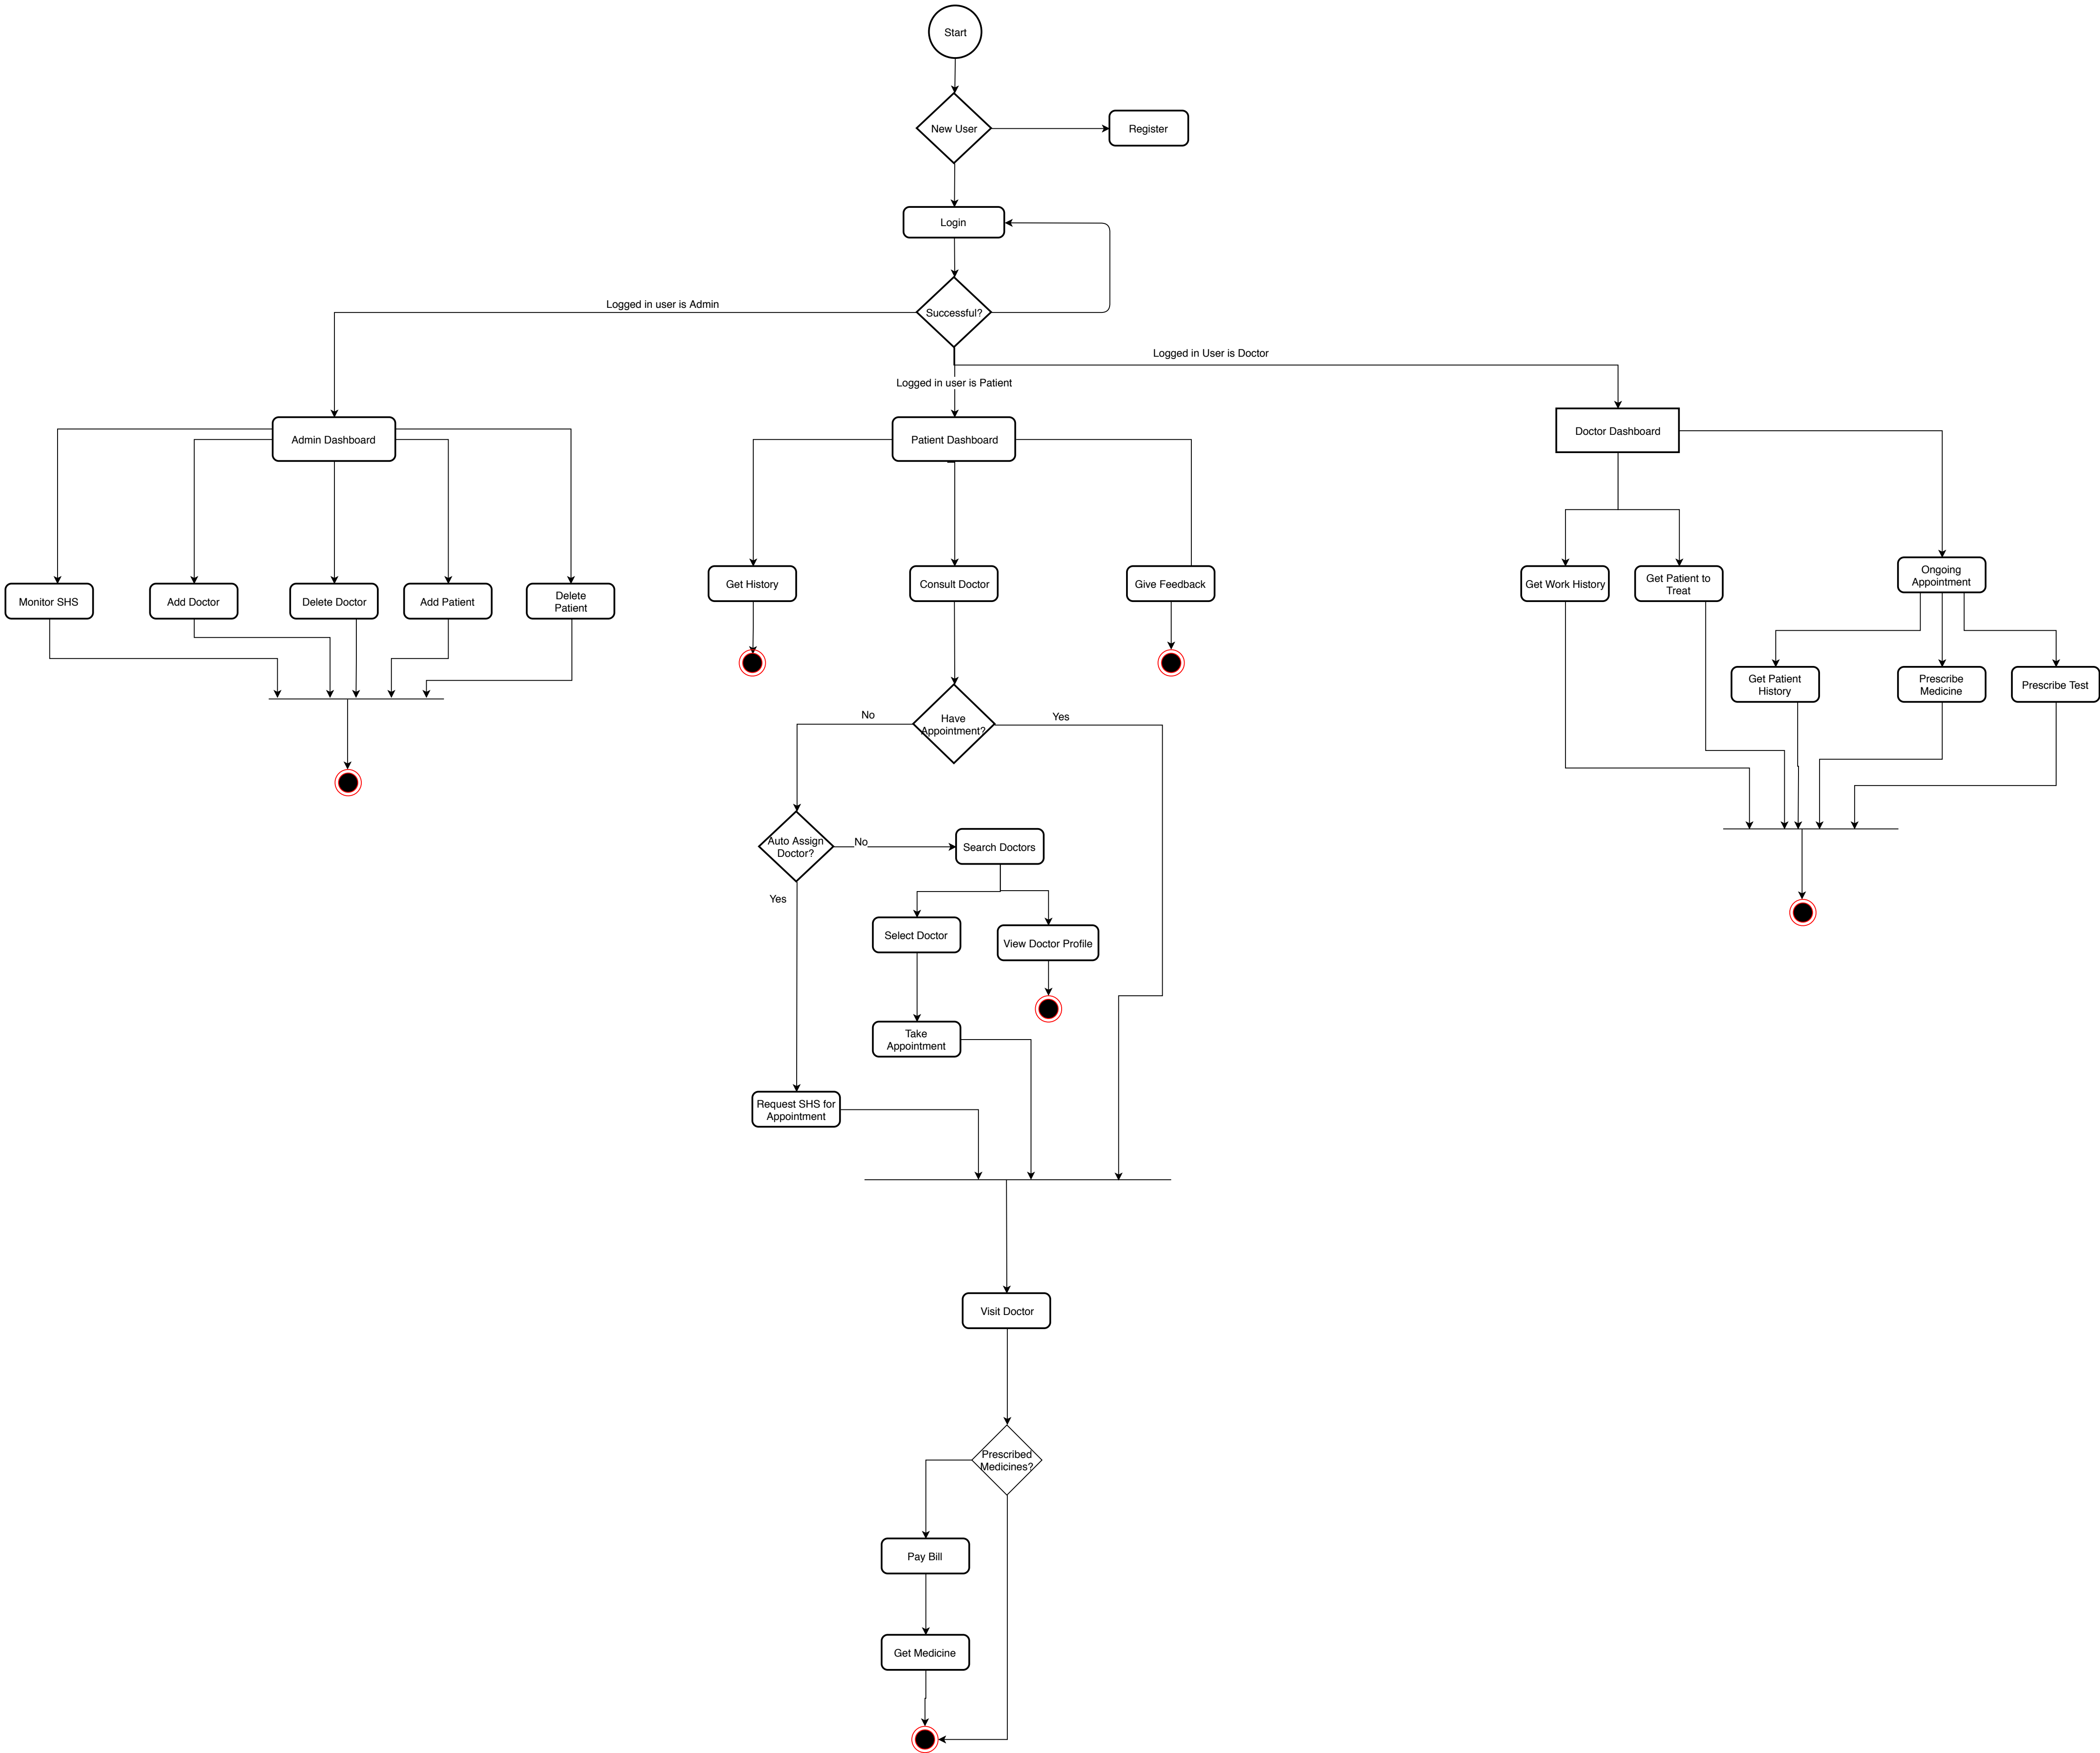 Start
New User
Register
Login
Successful?
Logged in user is Admin
Logged in User is Doctor
Logged in user is Patient
Admin Dashboard
Patient Dashboard
Doctor Dashboard
Monitor SHS
Add Doctor
Delete Doctor
Add Patient
Delete
Patient
Get History
Consult Doctor
Give Feedback
Get Work History
Get Patient to
Treat
Ongoing
Appointment
Get Patient
History
Prescribe
Medicine
Prescribe Test
No
Have
Appointment?
Yes
Auto Assign
Doctor?
No
Search Doctors
Yes
Select Doctor
View Doctor Profile
Take
Appointment
Request SHS for
Appointment
Visit Doctor
Prescribed
Medicines?
Pay Bill
Get Medicine